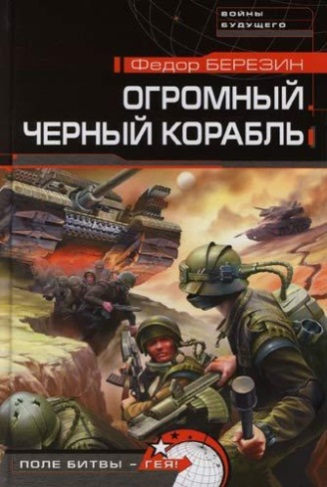 ВОЙНЫ
БУДУЩЕГО
Федор БЕРЕЗИН
ОГРОМНЫЙ
ЧЕРНЫЙ КОРАБЛЬ
ПОЛЕ БИТВЫ – ГЕЯ!